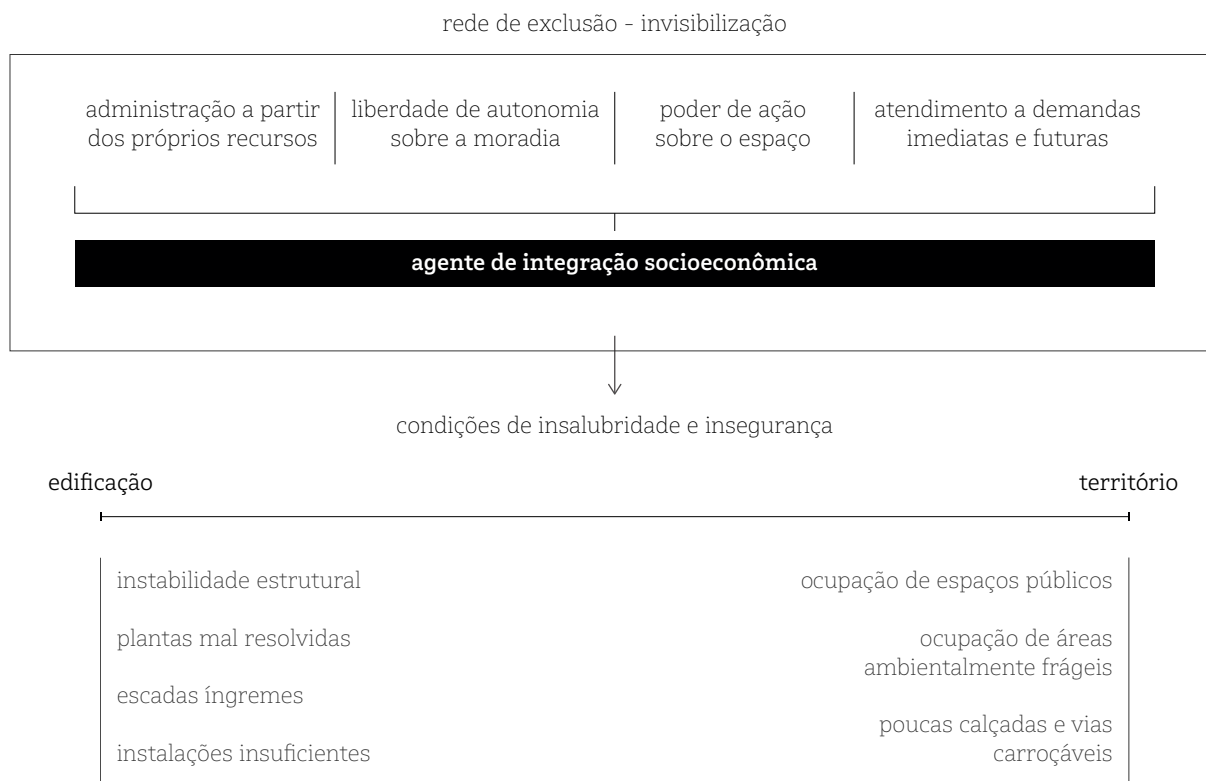 rede de exclusão - invisibilização
administração a partir
dos próprios recursos
liberdade de autonomia
sobre a moradia
poder de ação
sobre o espaço
atendimento a demandas
imediatas e futuras
agente de integração socioeconômica
condições de insalubridade e insegurança
edificação
território
instabilidade estrutural
plantas mal resolvidas
escadas íngremes
instalações insuficientes
ocupação de espaços públicos
ocupação de áreas
ambientalmente frágeis
poucas calçadas e vias
carroçáveis